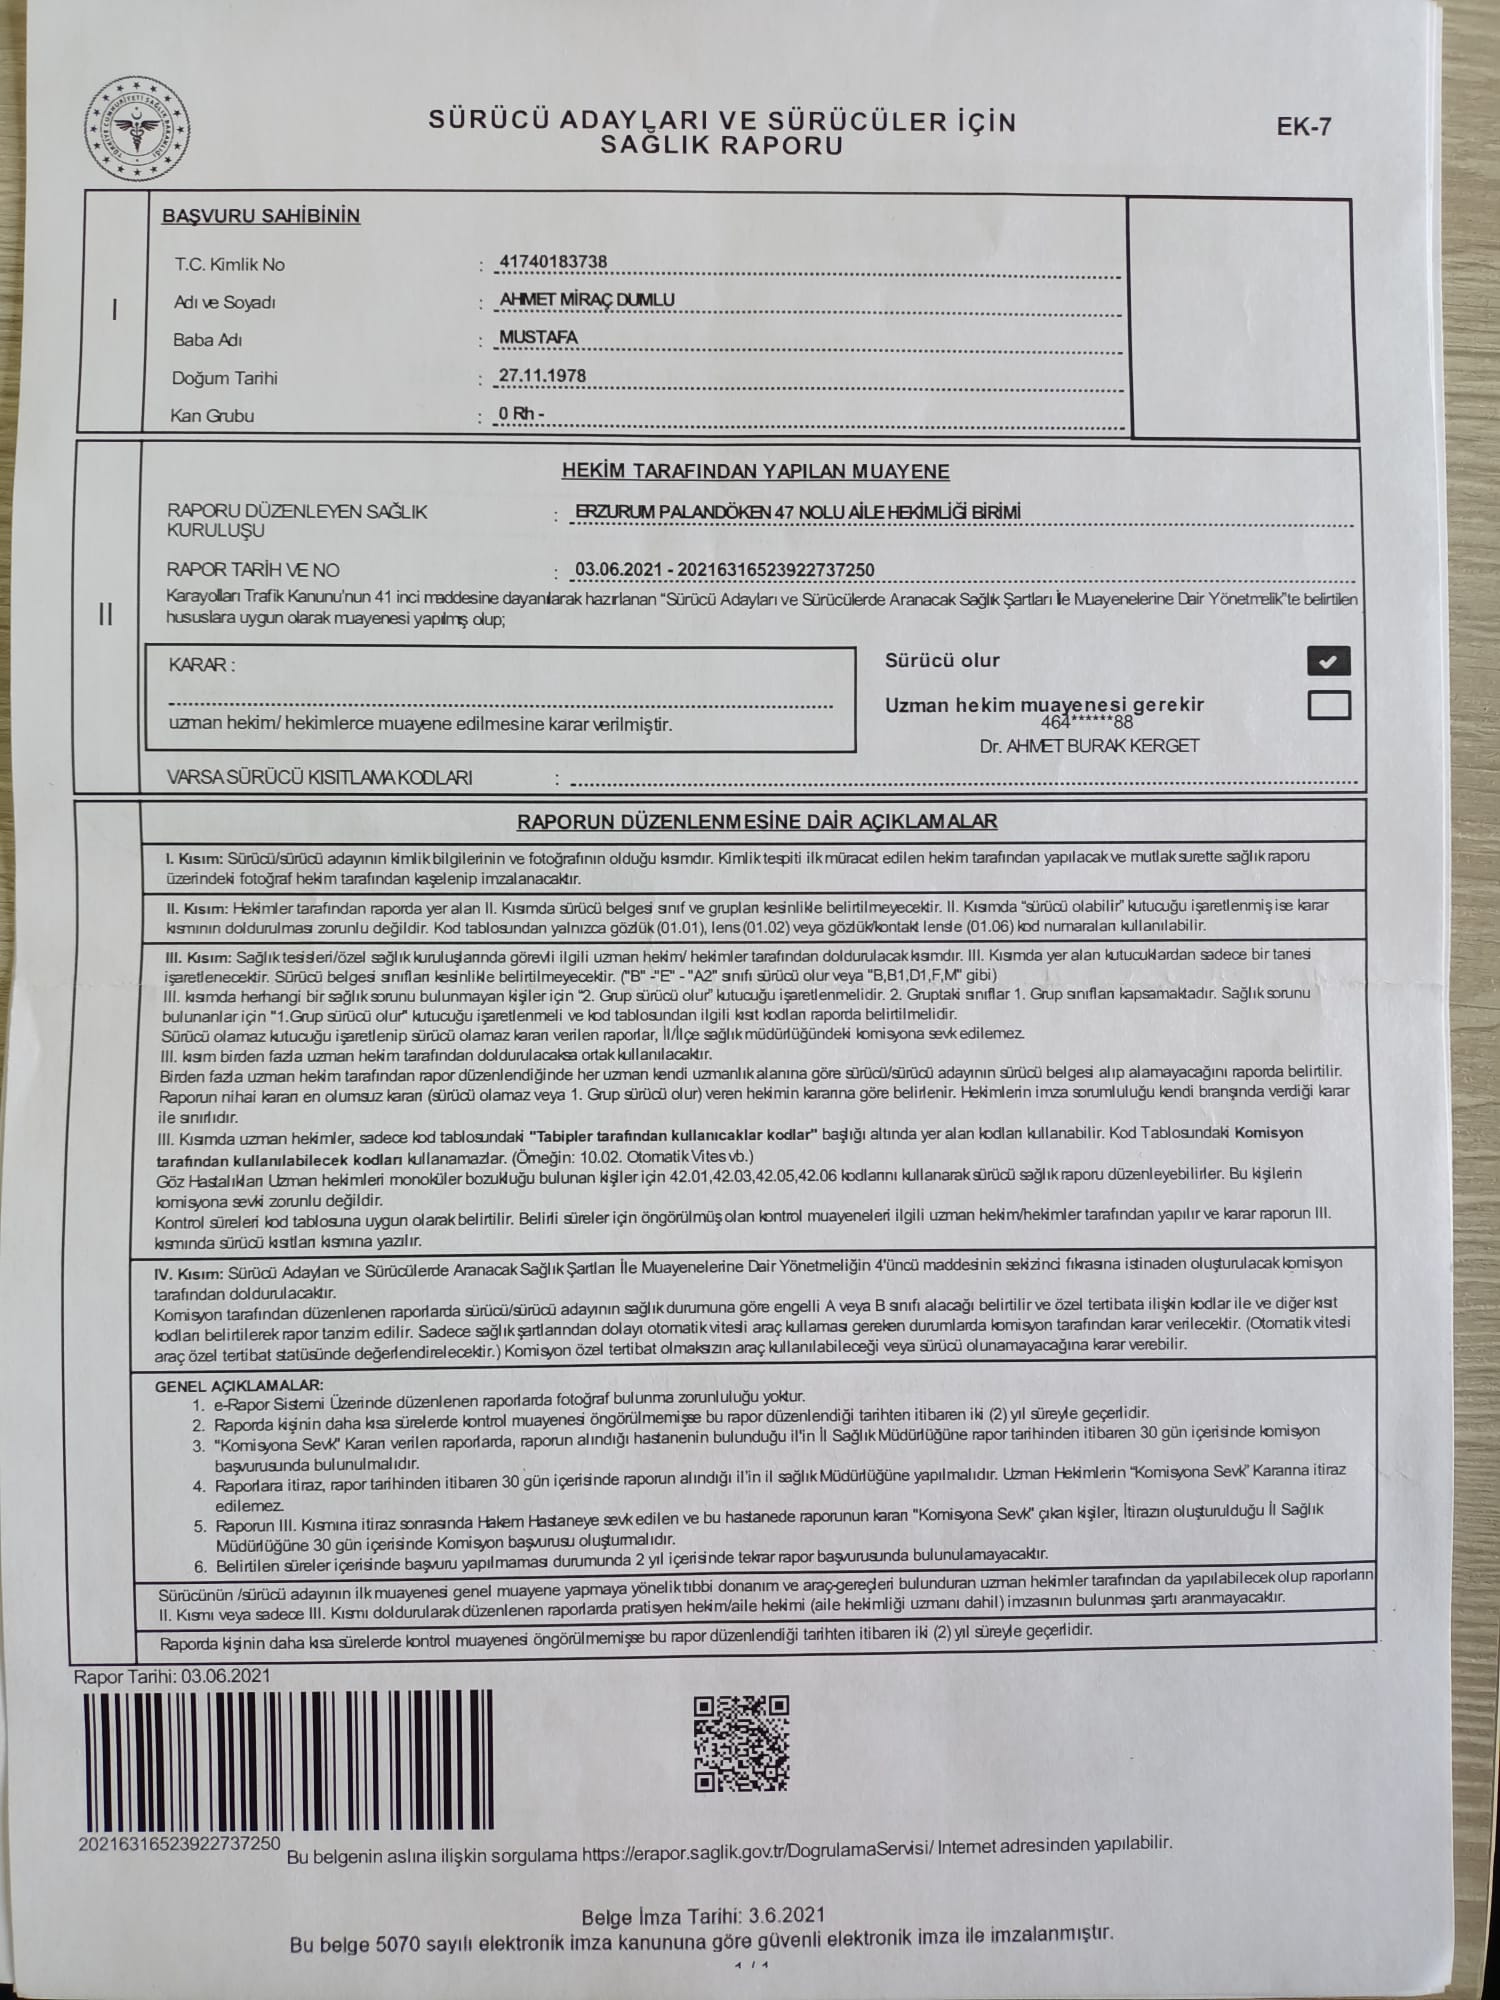 SÜRÜCÜ ADAYLARI VE SÜRÜCÜLER İÇİN
SAĞLIK RAPORU
EK-7
I
BAŞVURU SAHİBİNİN
T.C. Kimlik No : 41740183738
Adı ve Soyadı : AHMET MİRAÇ DUMLU
Baba Adı : MUSTAFA
Doğum Tarihi : 27.11.1978
Kan Grubu : 0 Rh -
II
HEKİM TARAFINDAN YAPILAN MUAYENE
RAPORU DÜZENLEYEN SAĞLIK
KURULUŞU : ERZURUM PALANDÖKEN 47 NOLU AİLE HEKİMLİĞİ BİRİMİ
RAPOR TARİH VE NO : 03.06.2021 - 20216316523922737250
Karayolları Trafik Kanunu'nun 41 inci maddesine dayanılarak hazırlanan "Sürücü Adayları ve Sürücülerde Aranacak Sağlık Şartları İle Muayenelerine Dair Yönetmelik"te belirtilen
hususlara uygun olarak muayenesi yapılmış olup;
KARAR :
uzman hekim/ hekimlerce muayene edilmesine karar verilmiştir.
Sürücü olur
Uzman hekim muayenesi gerekir
464******88
Dr. AHMET BURAK KERGET
VARSA SÜRÜCÜ KISITLAMA KODLARI :
RAPORUN DÜZENLENMESİNE DAİR AÇIKLAMALAR
I. Kısım: Sürücü/sürücü adayının kimlik bilgilerinin ve fotoğrafının olduğu kısımdır. Kimlik tespiti ilk müracat edilen hekim tarafından yapılacak ve mutlak surette sağlık raporu
üzerindeki fotoğraf hekim tarafından kaşelenip imzalanacaktır.
II. Kısım: Hekimler tarafından raporda yer alan II. Kısımda sürücü belgesi sınıf ve grupları kesinlikle belirtilmeyecektir. II. Kısımda "sürücü olabilir" kutucuğu işaretlenmiş ise karar
kısmının doldurulması zorunlu değildir. Kod tablosundan yalnızca gözlük (01.01), lens (01.02) veya gözlük/kontakt lensle (01.06) kod numaraları kullanılabilir.
III. Kısım: Sağlık tesisleri/özel sağlık kuruluşlarında görevli ilgili uzman hekim/ hekimler tarafından doldurulacak kısımdır. III. Kısımda yer alan kutucuklardan sadece bir tanesi
işaretlenecektir. Sürücü belgesi sınıfları kesinlikle belirtilmeyecektir. ("B" -"E" - "A2" sınıfı sürücü olur veya "B,B1,D1,F,M" gibi)
III. kısımda herhangi bir sağlık sorunu bulunmayan kişiler için "2. Grup sürücü olur" kutucuğu işaretlenmelidir. 2. Gruptaki sınıflar 1. Grup sınıfları kapsamaktadır. Sağlık sorunu
bulunanlar için "1.Grup sürücü olur" kutucuğu işaretlenmeli ve kod tablosundan ilgili kısıt kodları raporda belirtilmelidir.
Sürücü olamaz kutucuğu işaretlenip sürücü olamaz kararı verilen raporlar, İl/İlçe sağlık müdürlüğündeki komisyona sevk edilemez.
III. kısım birden fazla uzman hekim tarafından doldurulacaksa ortak kullanılacaktır.
Birden fazla uzman hekim tarafından rapor düzenlendiğinde her uzman kendi uzmanlık alanına göre sürücü/sürücü adayının sürücü belgesi alıp alamayacağını raporda belirtilir.
Raporun nihai kararı en olumsuz kararı (sürücü olamaz veya 1. Grup sürücü olur) veren hekimin kararına göre belirlenir. Hekimlerin imza sorumluluğu kendi branşında verdiği karar
ile sınırlıdır.
III. Kısımda uzman hekimler, sadece kod tablosundaki "Tabipler tarafından kullanıcaklar kodlar" başlığı altında yer alan kodları kullanabilir. Kod Tablosundaki Komisyon
tarafından kullanılabilecek kodları kullanamazlar. (Örneğin: 10.02. Otomatik Vites vb.)
Göz Hastalıkları Uzman hekimleri monoküler bozukluğu bulunan kişiler için 42.01,42.03,42.05,42.06 kodlarını kullanarak sürücü sağlık raporu düzenleyebilirler. Bu kişilerin
komisyona sevki zorunlu değildir.
Kontrol süreleri kod tablosuna uygun olarak belirtilir. Belirli süreler için öngörülmüş olan kontrol muayeneleri ilgili uzman hekim/hekimler tarafından yapılır ve karar raporun III.
kısmında sürücü kısıtları kısmına yazılır.
IV. Kısım: Sürücü Adayları ve Sürücülerde Aranacak Sağlık Şartları İle Muayenelerine Dair Yönetmeliğin 4'üncü maddesinin sekizinci fıkrasına istinaden oluşturulacak komisyon
tarafından doldurulacaktır.
Komisyon tarafından düzenlenen raporlarda sürücü/sürücü adayının sağlık durumuna göre engelli A veya B sınıfı alacağı belirtilir ve özel tertibata ilişkin kodlar ile ve diğer kısıt
kodları belirtilerek rapor tanzim edilir. Sadece sağlık şartlarından dolayı otomatik vitesli araç kullaması gereken durumlarda komisyon tarafından karar verilecektir. (Otomatik vitesli
araç özel tertibat statüsünde değerlendirelecektir.) Komisyon özel tertibat olmaksızın araç kullanılabileceği veya sürücü olunamayacağına karar verebilir.
GENEL AÇIKLAMALAR:
1. e-Rapor Sistemi Üzerinde düzenlenen raporlarda fotoğraf bulunma zorunluluğu yoktur.
2. Raporda kişinin daha kısa sürelerde kontrol muayenesi öngörülmemişse bu rapor düzenlendiği tarihten itibaren iki (2) yıl süreyle geçerlidir.
3. "Komisyona Sevk" Kararı verilen raporlarda, raporun alındığı hastanenin bulunduğu il'in İl Sağlık Müdürlüğüne rapor tarihinden itibaren 30 gün içerisinde komisyon
başvurusunda bulunulmalıdır.
4. Raporlara itiraz, rapor tarihinden itibaren 30 gün içerisinde raporun alındığı il'in il sağlık Müdürlüğüne yapılmalıdır. Uzman Hekimlerin "Komisyona Sevk" Kararına itiraz
edilemez.
5. Raporun III. Kısmına itiraz sonrasında Hakem Hastaneye sevk edilen ve bu hastanede raporunun kararı "Komisyona Sevk" çıkan kişiler, İtirazın oluşturulduğu İl Sağlık
Müdürlüğüne 30 gün içerisinde Komisyon başvurusu oluşturmalıdır.
6. Belirtilen süreler içerisinde başvuru yapılmaması durumunda 2 yıl içerisinde tekrar rapor başvurusunda bulunulamayacaktır.
Sürücünün /sürücü adayının ilk muayenesi genel muayene yapmaya yönelik tıbbi donanım ve araç-gereçleri bulunduran uzman hekimler tarafından da yapılabilecek olup raporların
II. Kısmı veya sadece III. Kısmı doldurularak düzenlenen raporlarda pratisyen hekim/aile hekimi (aile hekimliği uzmanı dahil) imzasının bulunması şartı aranmayacaktır.
Raporda kişinin daha kısa sürelerde kontrol muayenesi öngörülmemişse bu rapor düzenlendiği tarihten itibaren iki (2) yıl süreyle geçerlidir.
Rapor Tarihi: 03.06.2021
20216316523922737250
Bu belgenin aslına ilişkin sorgulama https://erapor.saglik.gov.tr/DogrulamaServisi/ Internet adresinden yapılabilir.
Belge İmza Tarihi: 3.6.2021
Bu belge 5070 sayılı elektronik imza kanununa göre güvenli elektronik imza ile imzalanmıştır.
1 / 1